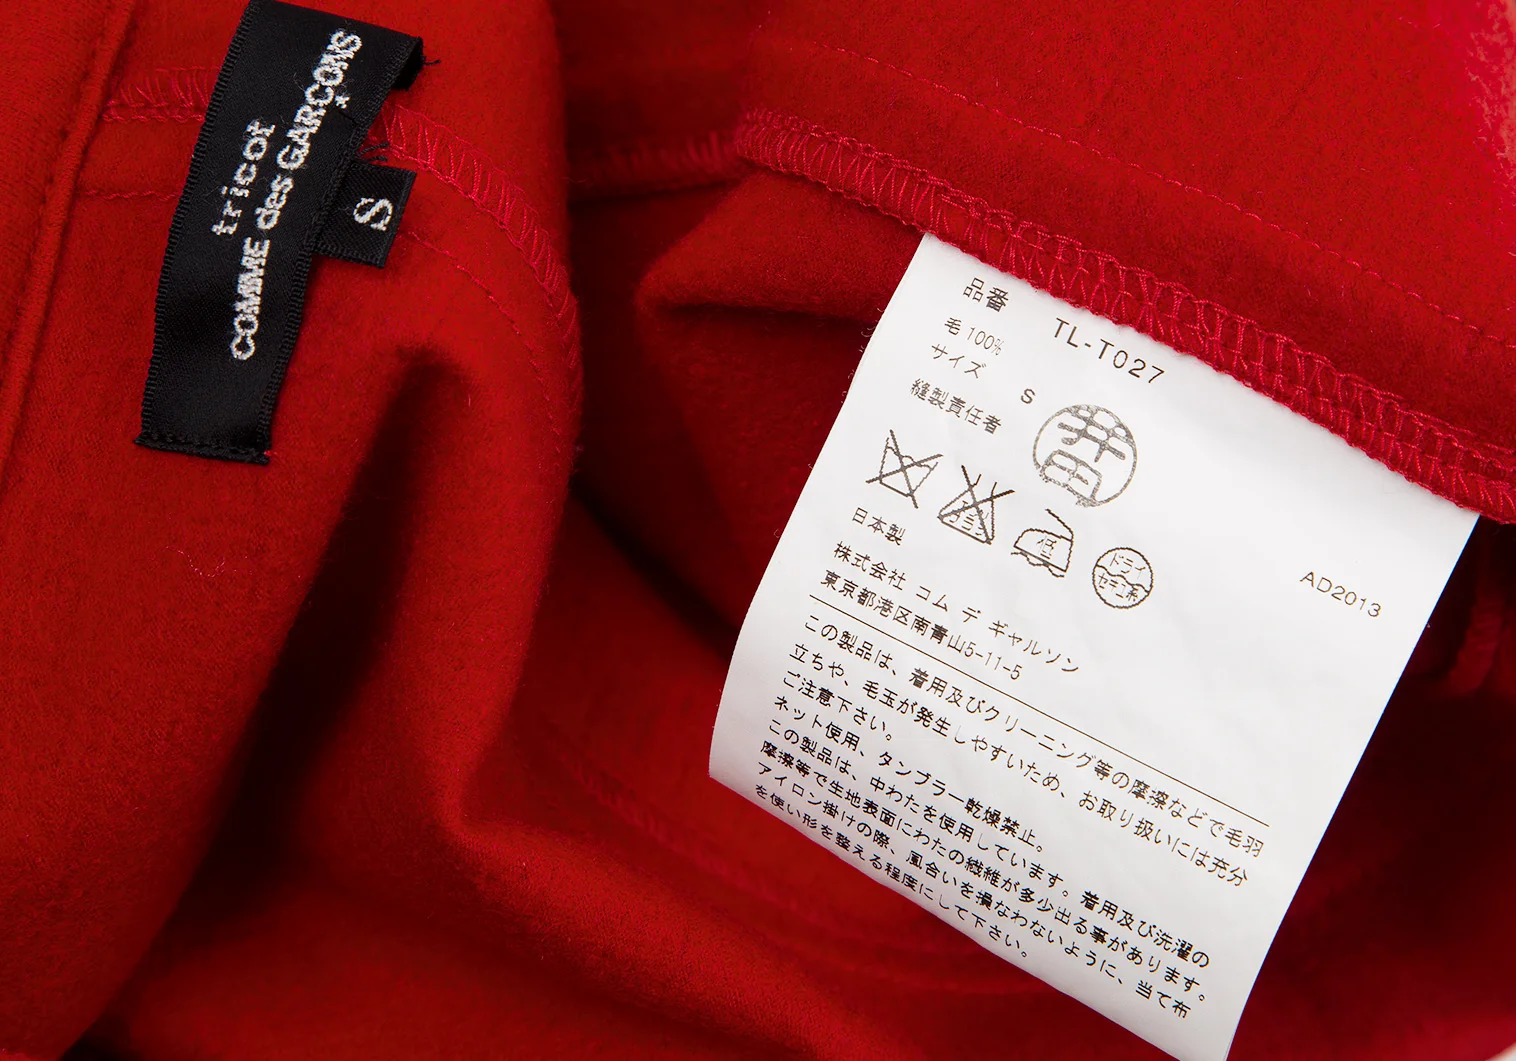 tricot
COMME des GARÇONS
S
品番 TL-T027
毛 100%
サイズ S
縫製責任者
低
ドライ
セキユ系
日本製
AD2013
株式会社 コム デ ギャルソン
東京都港区南青山5-11-5
この製品は、着用及びクリーニング等の摩擦などで毛羽
立ちや、毛玉が発生しやすいため、お取り扱いには充分
ご注意下さい。
ネット使用、タンブラー乾燥禁止。
この製品は、中わたを使用しています。着用及び洗濯の
摩擦等で生地表面にわたの繊維が多少出る事があります。
アイロン掛けの際、風合いを損なわないように、当て布
を使い形を整える程度にして下さい。